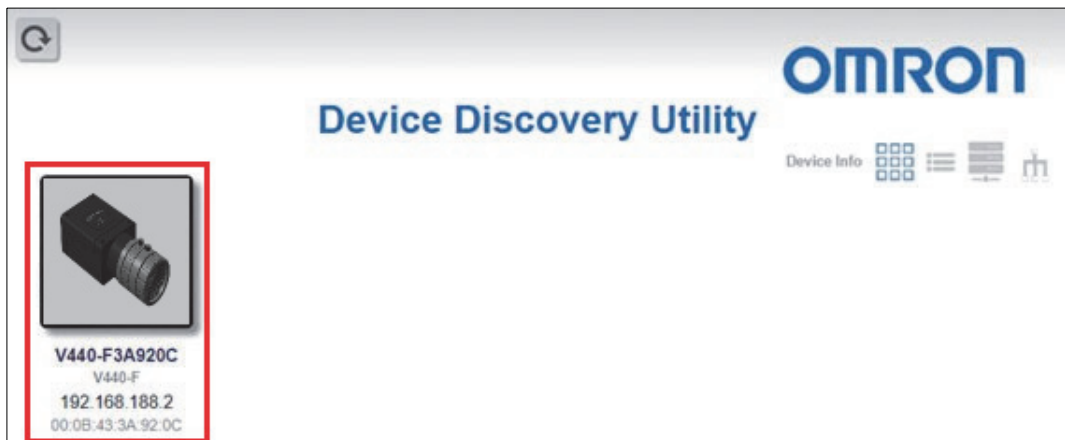 OMRON
Device Discovery Utility
Device Info
V440-F3A920C
V440-F
192.168.188.2
00:0B:43:3A:92:0C